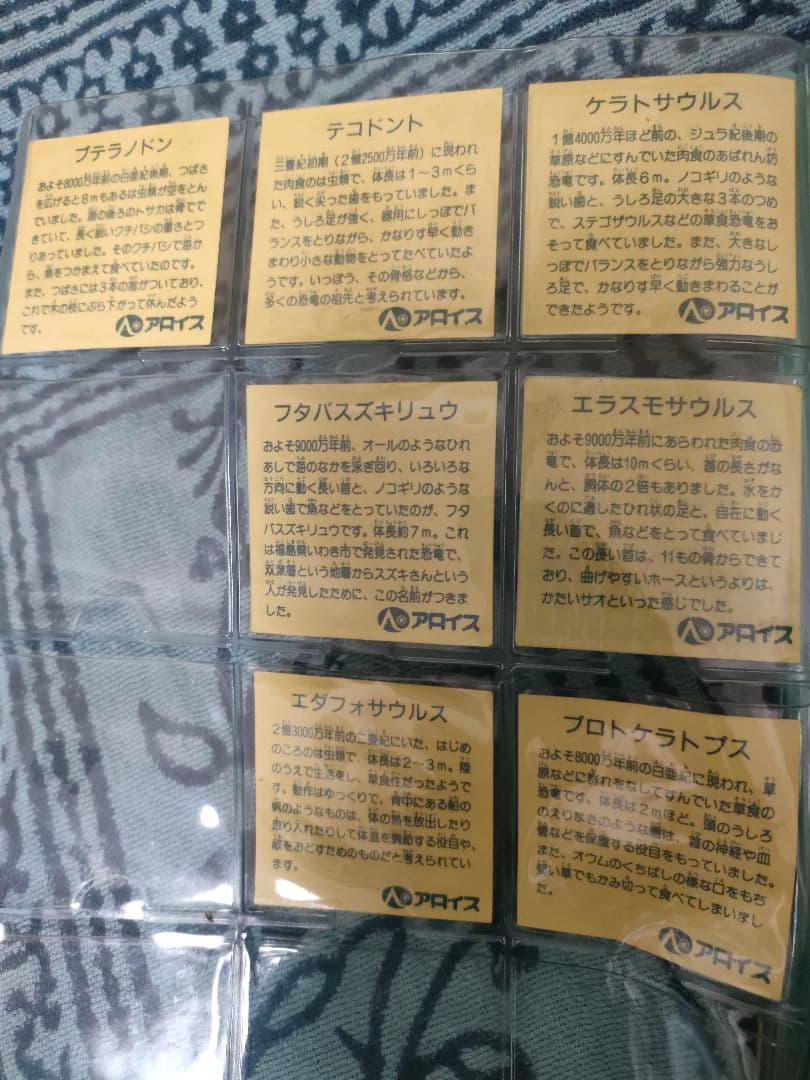 プテラノドン
およそ8000万年前の白亜紀後期、つばさ
を広げると8mもあるは虫類が空をとん
でいました。頭の後ろのトサカは骨でで
きていて、長く鋭いクチバシの重さとつ
りあっていました。そのクチバシで海か
ら、魚をつかまえて食べていたのです。
また、つばさには3本の指がついており、
これで木の枝にぶら下がって休んだよう
です。
アロイス
テコドント
三畳紀初期(2億2500万年前)に現われ
た肉食のは虫類で、体長は1〜3mくら
い、鋭く尖った歯をもっていました。ま
た、うしろ足が強く、器用にしっぽでバ
ランスをとりながら、かなりす早く動き
まわり小さな動物をとってたべていたよ
うです。いっぽう、その骨格などから、
多くの恐竜の祖先と考えられています。
アロイス
ケラトサウルス
1億4000万年ほど前の、ジュラ紀後期の
草原などにすんでいた肉食のあばれん坊
恐竜です。体長6m。ノコギリのような
鋭い歯と、うしろ足の大きな3本のつめ
で、ステゴザウルスなどの草食恐竜をお
そって食べていました。また、大きなし
っぽでバランスをとりながら強力なうし
ろ足で、かなりす早く動きまわることが
できたようです。
アロイス
フタバスズキリュウ
およそ9000万年前、オールのようなひれ
あしで海のなかを泳ぎ回り、いろいろな
方向に動く長い首と、ノコギリのような
鋭い歯で魚などをとっていたのが、フタ
バスズキリュウです。体長約7m。これ
は福島県いわき市で発見された恐竜で、
双葉層という地層からスズキさんという
人が発見したために、この名前がつきま
した。
アロイス
エラスモサウルス
およそ9000万年前にあらわれた肉食の恐
竜で、体長は10mくらい、首の長さがな
んと、胴体の2倍もありました。水をか
くのに適したひれ状の足と、自在に動く
長い首で、魚などをとって食べていまし
た。この長い首は、11もの骨からできて
おり、曲げやすいホースというよりは、
かたいサオといった感じでした。
アロイス
エダフォサウルス
2億3000万年前の二畳紀にいた、はじめ
のころのは虫類で、体長は2〜3m。陸
のうえで生活をし、草食性だったようで
す。動作はゆっくりで、背中にある船の
帆のようなものは、体の熱を放出したり
取り入れたりして体温を調節する役目や、
敵をおどすためのものだと考えられてい
ます。
アロイス
プロトケラトプス
およそ8000万年前の白亜紀に現われ、草
原などに群れをなしてすんでいた草食の
恐竜です。体長は2mほど。頭のうしろ
のえりまきのような骨は、首の神経や血
管などを保護する役目をもっていました。
また、オウムのくちばしの様な口をもち
堅い草でもかみ切って食べてしまいまし
た。
アロイス